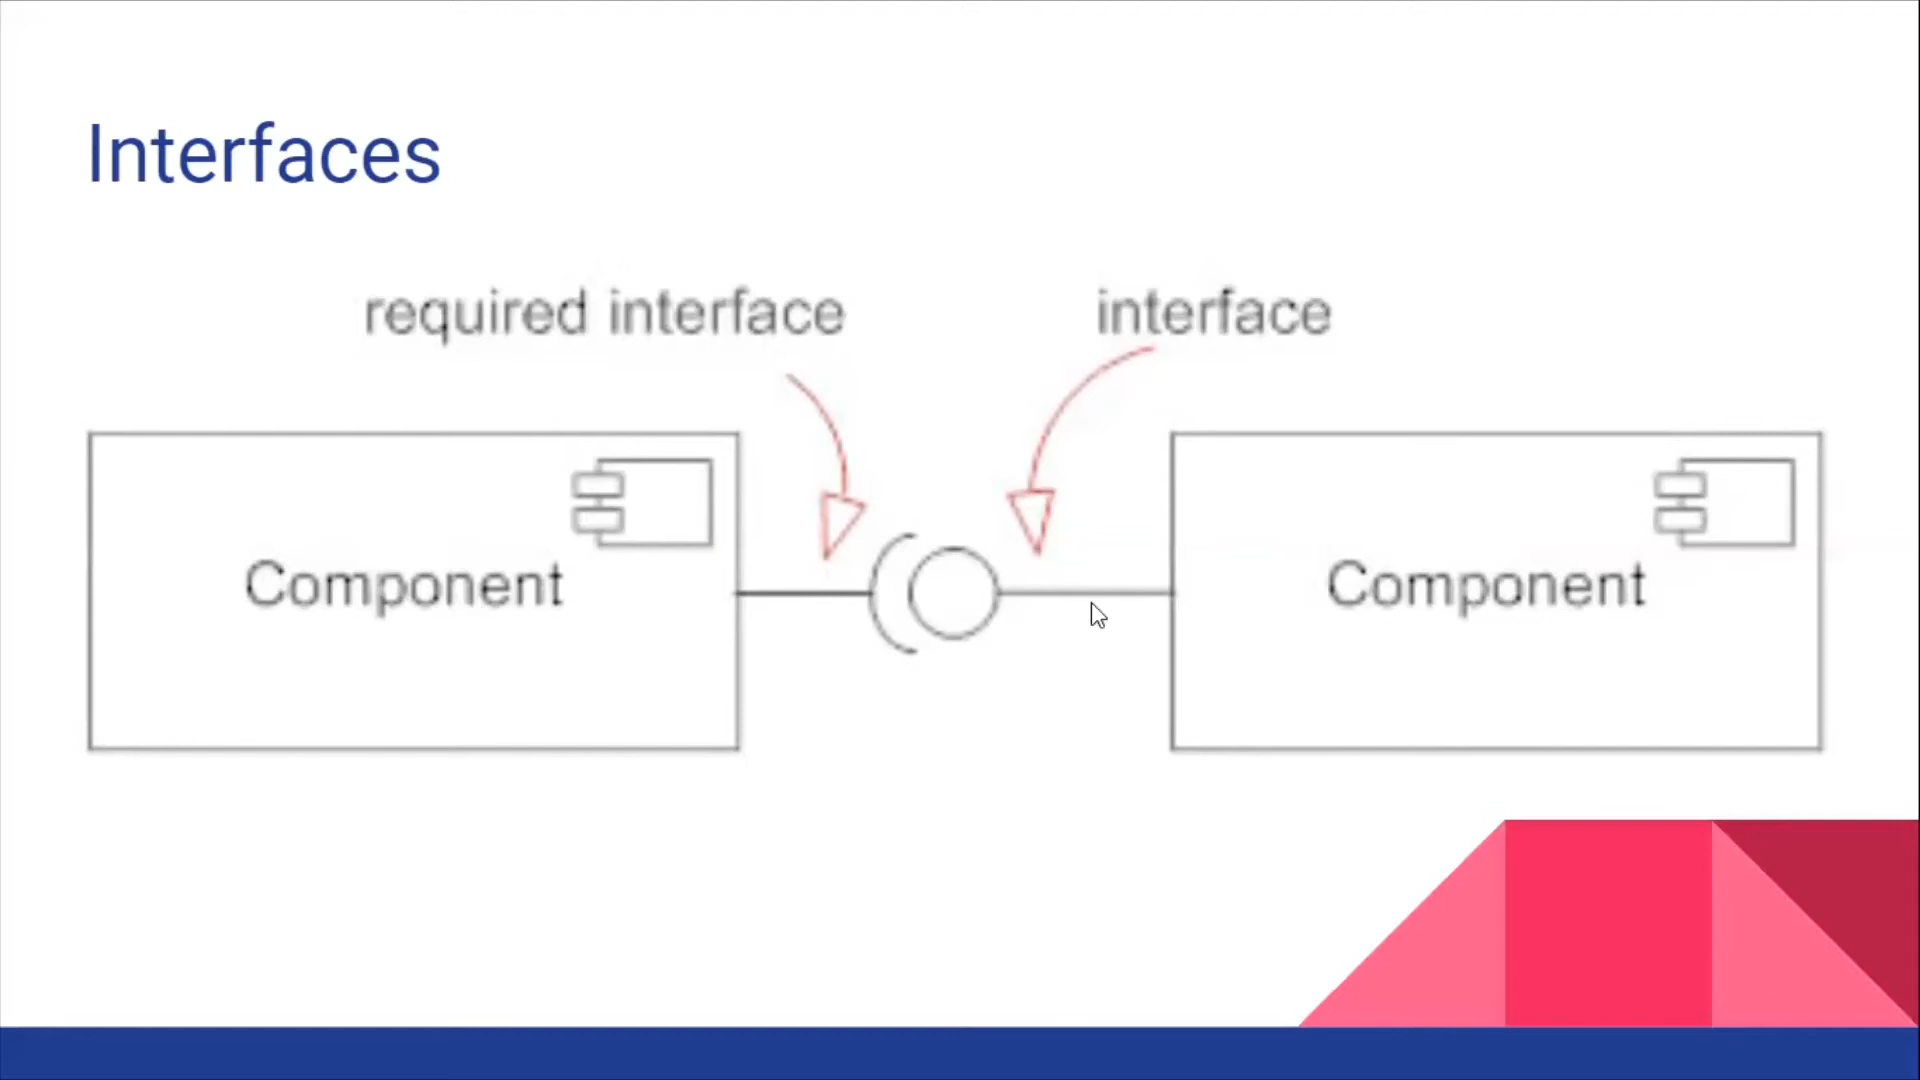 Interfaces
required interface
interface
Component
Component